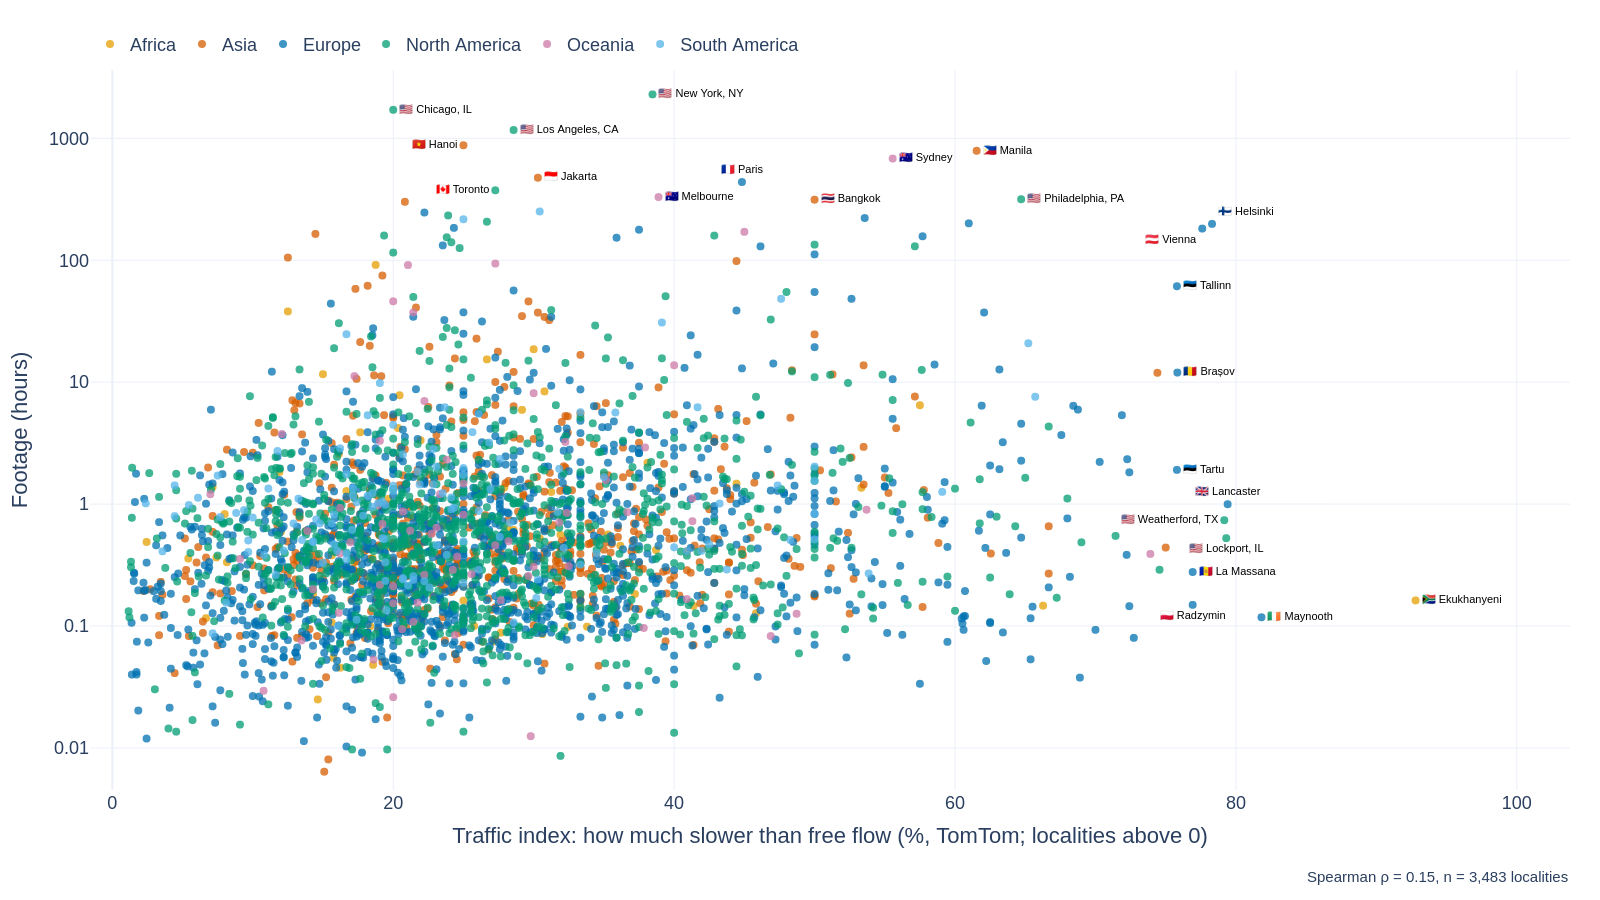 Africa Asia Europe North America Oceania South America
New York, NY
Chicago, IL
Los Angeles, CA
1000
Hanoi
Manila
Sydney
Paris
Jakarta
Toronto
Melbourne
Bangkok
Philadelphia, PA
Helsinki
Vienna
100
Tallinn
Brașov
10
Tartu
Lancaster
1
Weatherford, TX
Lockport, IL
La Massana
Ekukhanyeni
Radzymin
Maynooth
0.1
0.01
Footage (hours)
0 20 40 60 80 100
Traffic index: how much slower than free flow (%, TomTom; localities above 0)
Spearman ρ = 0.15, n = 3,483 localities